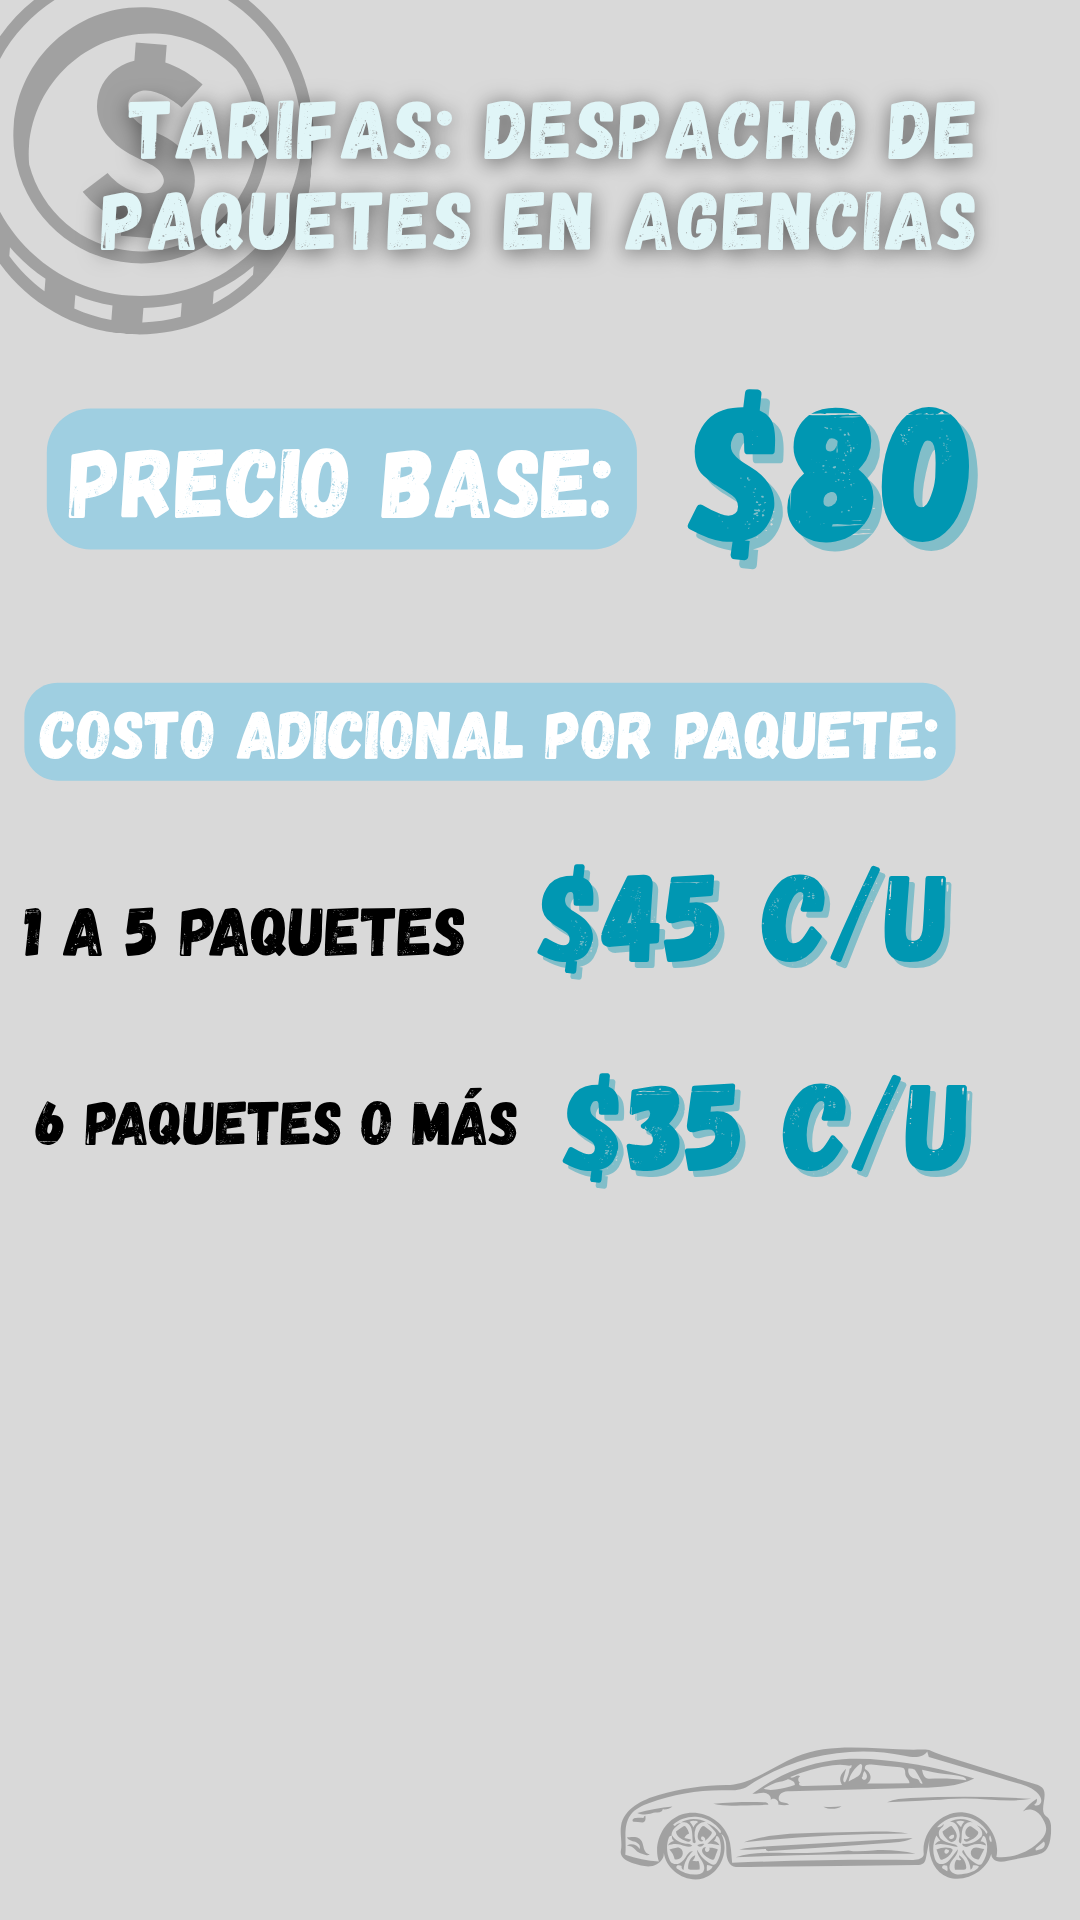 TARIFAS: DESPACHO DE
PAQUETES EN AGENCIAS
PRECIO BASE: $80
COSTO ADICIONAL POR PAQUETE:
1 A 5 PAQUETES $45 C/U
6 PAQUETES O MÁS $35 C/U